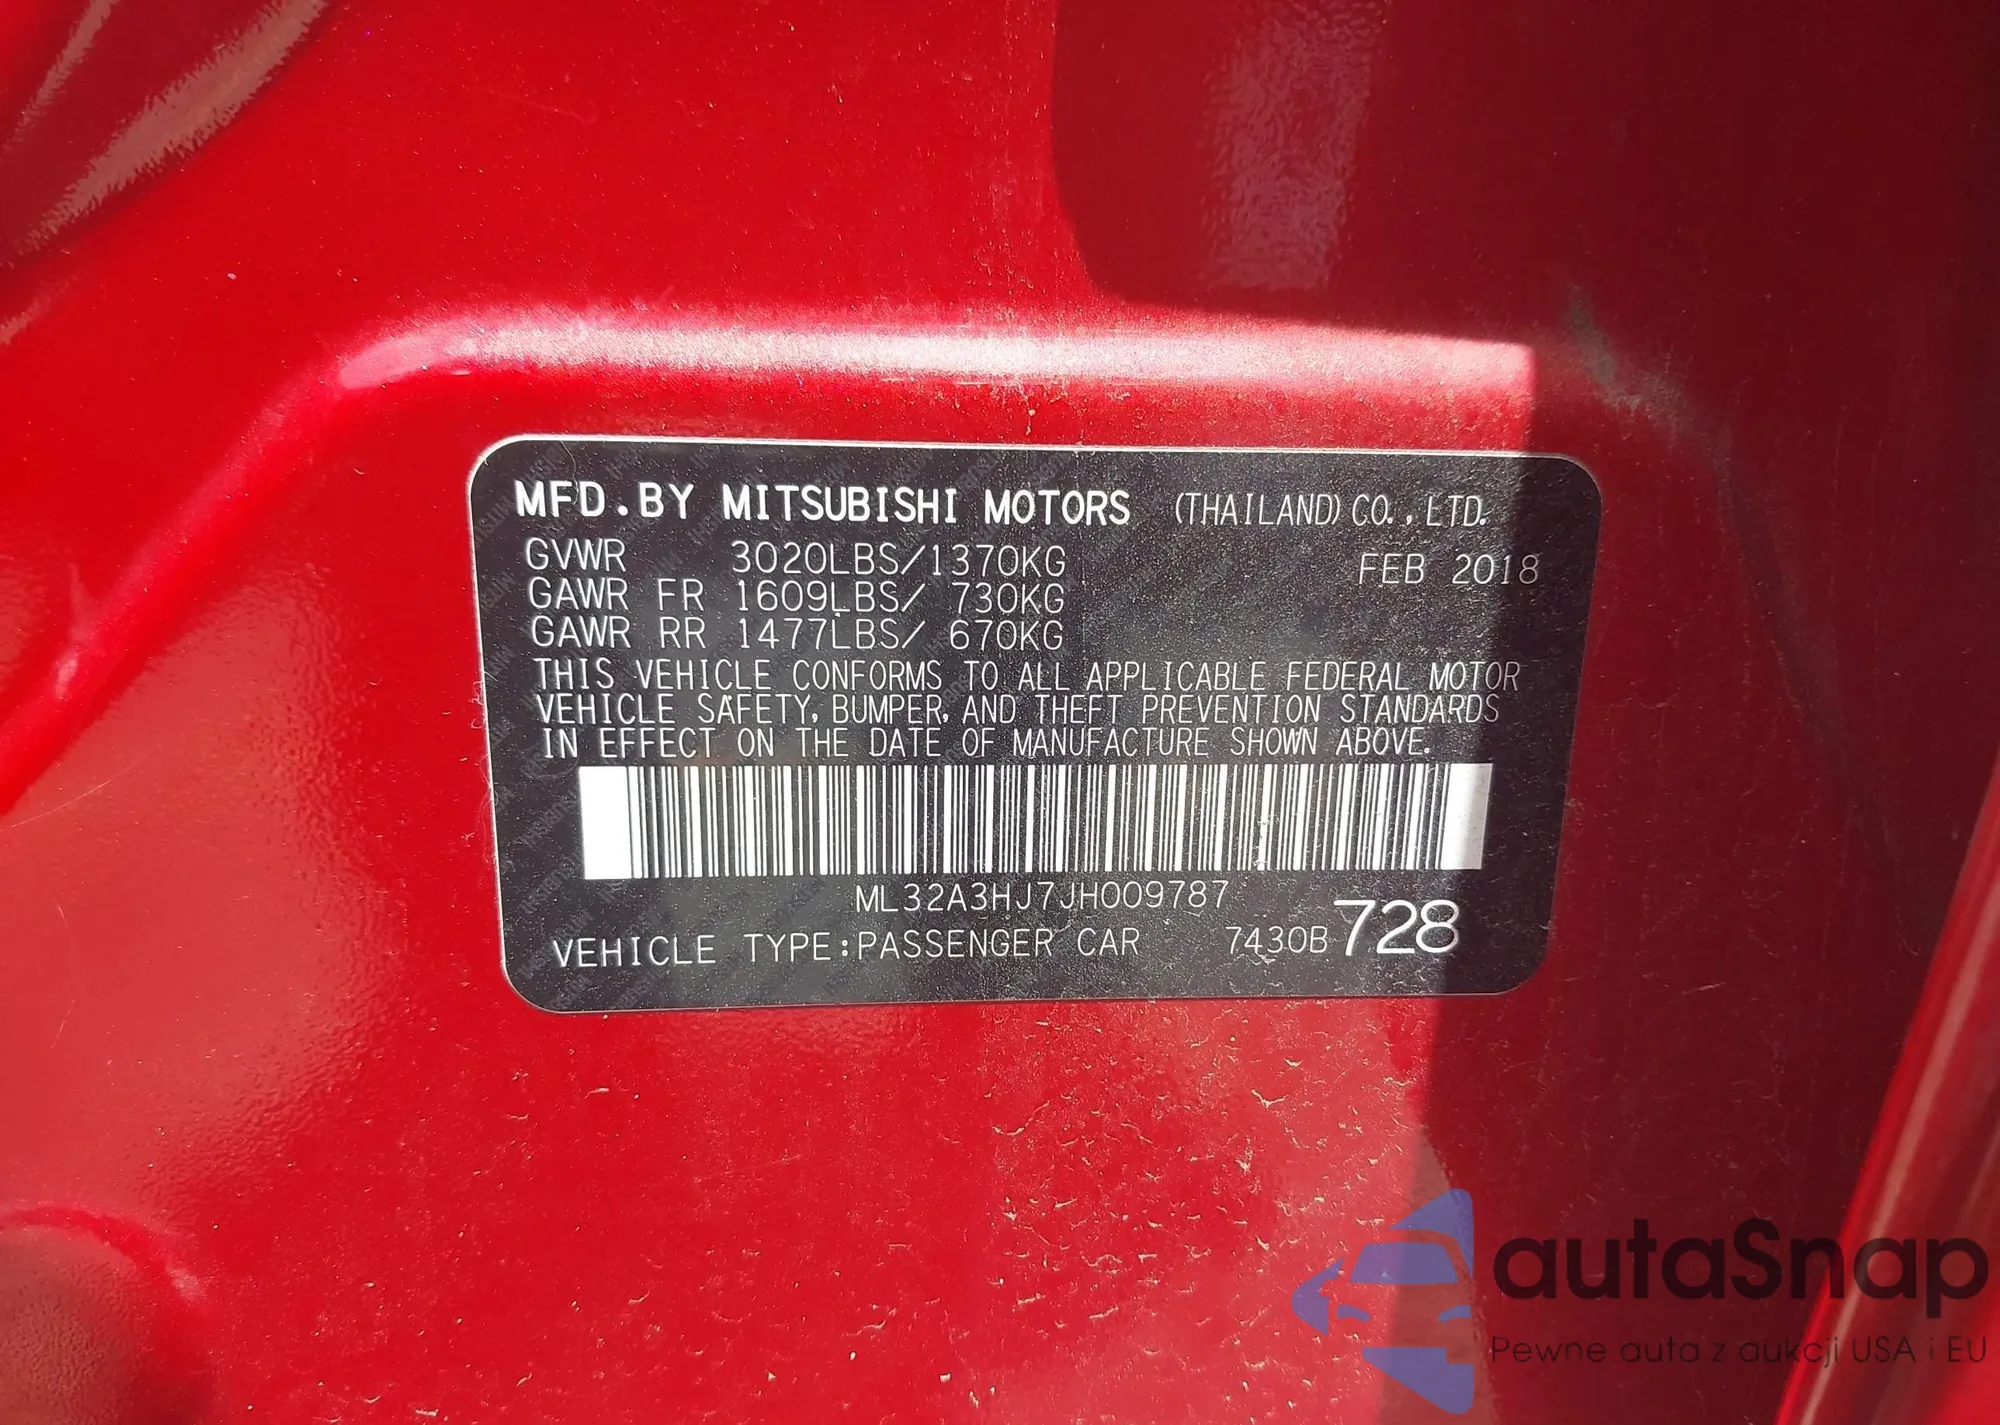 MFD.BY MITSUBISHI MOTORS (THAILAND) CO.,LTD.
GVWR 3020LBS/1370KG FEB 2018
GAWR FR 1609LBS/ 730KG
GAWR RR 1477LBS/ 670KG
THIS VEHICLE CONFORMS TO ALL APPLICABLE FEDERAL MOTOR
VEHICLE SAFETY, BUMPER, AND THEFT PREVENTION STANDARDS
IN EFFECT ON THE DATE OF MANUFACTURE SHOWN ABOVE.
ML32A3HJ7JH009787
VEHICLE TYPE:PASSENGER CAR 7430B 728
autaSnap
Pewne auta z aukcji USA i EU